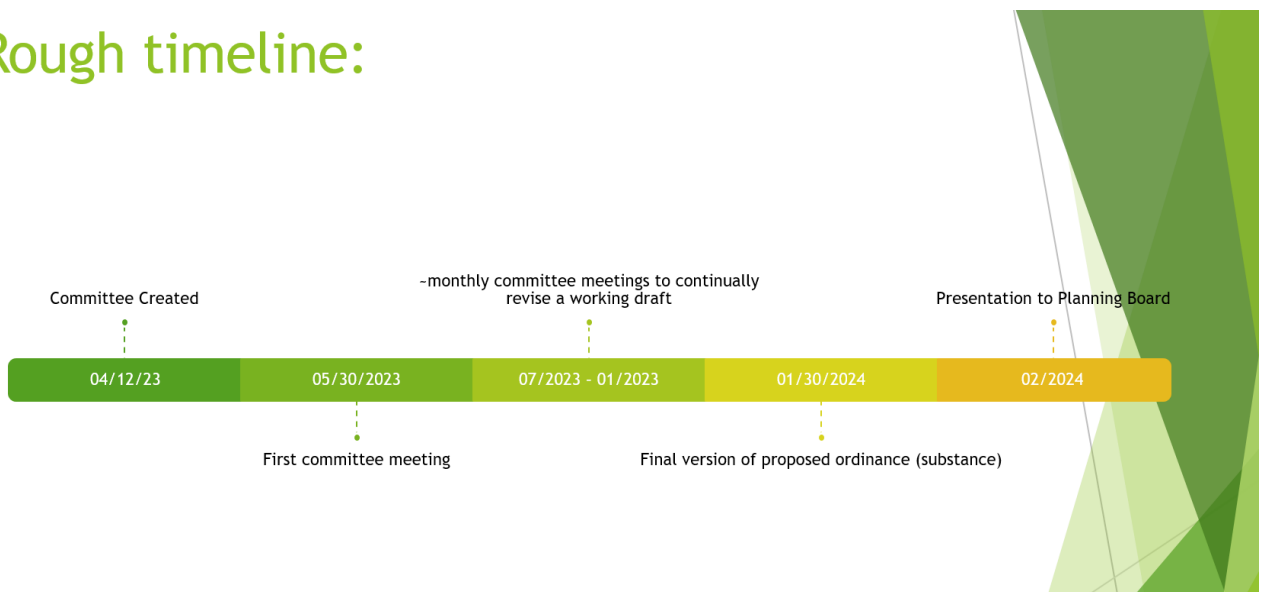 Rough timeline:
~monthly committee meetings to continually
revise a working draft
Committee Created
Presentation to Planning Board
04/12/23
05/30/2023
07/2023 - 01/2023
01/30/2024
02/2024
First committee meeting
Final version of proposed ordinance (substance)